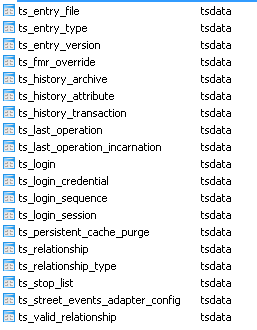 ts_entry_file tsdata
ts_entry_type tsdata
ts_entry_version tsdata
ts_fmr_override tsdata
ts_history_archive tsdata
ts_history_attribute tsdata
ts_history_transaction tsdata
ts_last_operation tsdata
ts_last_operation_incarnation tsdata
ts_login tsdata
ts_login_credential tsdata
ts_login_sequence tsdata
ts_login_session tsdata
ts_persistent_cache_purge tsdata
ts_relationship tsdata
ts_relationship_type tsdata
ts_stop_list tsdata
ts_street_events_adapter_config tsdata
ts_valid_relationship tsdata